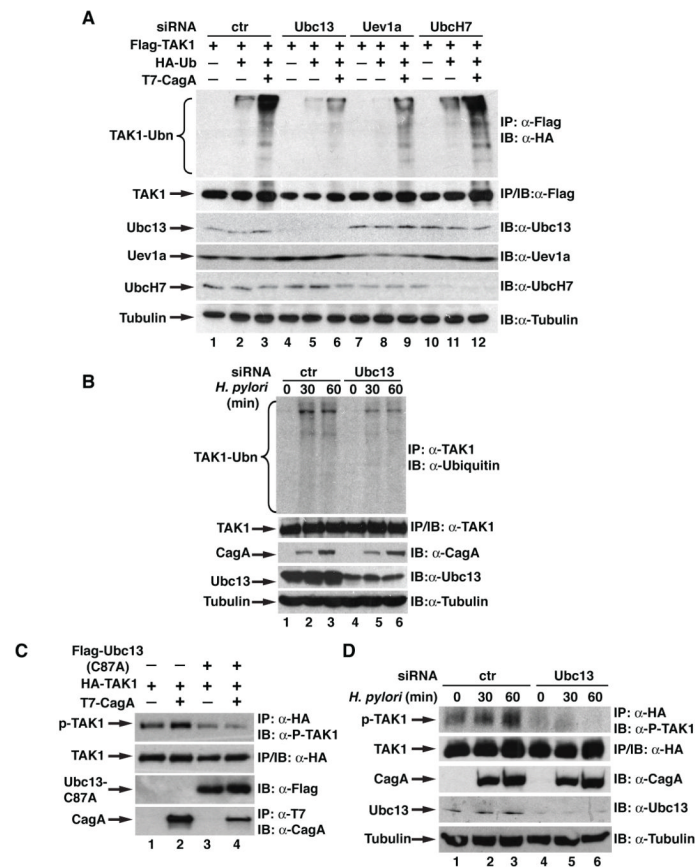 A
siRNA ctr Ubc13 Uev1a UbcH7
Flag-TAK1 + + + + + + + + + + + +
HA-Ub – + + – + + – + + – + +
T7-CagA + + + +
TAK1-Ubn
IP: α-Flag
IB: α-HA
TAK1 IP/IB:α-Flag
Ubc13 IB:α-Ubc13
Uev1a IB:α-Uev1a
UbcH7 IB:α-UbcH7
Tubulin IB:α-Tubulin
1 2 3 4 5 6 7 8 9 10 11 12
B
siRNA ctr Ubc13
H. pylori 0 30 60 0 30 60
(min)
TAK1-Ubn
IP: α-TAK1
IB: α-Ubiquitin
TAK1 IP/IB: α-TAK1
CagA IB: α-CagA
Ubc13 IB:α-Ubc13
Tubulin IB:α-Tubulin
1 2 3 4 5 6
C
Flag-Ubc13
(C87A) – – + +
HA-TAK1 + + + +
T7-CagA – + – +
p-TAK1 IP: α-HA
IB: α-P-TAK1
TAK1 IP/IB: α-HA
Ubc13-
C87A IB: α-Flag
CagA IP: α-T7
IB: α-CagA
1 2 3 4
D
siRNA ctr Ubc13
H. pylori (min) 0 30 60 0 30 60
p-TAK1 IP: α-HA
IB: α-P-TAK1
TAK1 IP/IB: α-HA
CagA IB: α-CagA
Ubc13 IB: α-Ubc13
Tubulin IB: α-Tubulin
1 2 3 4 5 6